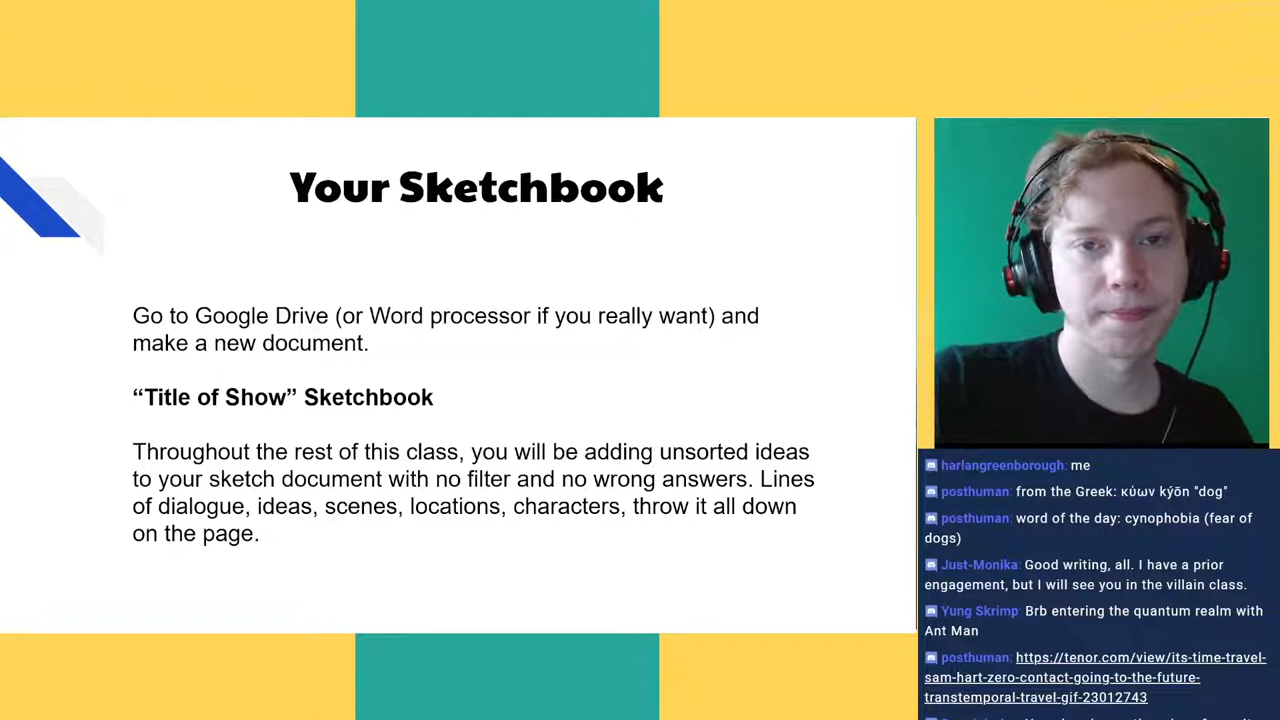 Your Sketchbook
Go to Google Drive (or Word processor if you really want) and
make a new document.
“Title of Show” Sketchbook
Throughout the rest of this class, you will be adding unsorted ideas
to your sketch document with no filter and no wrong answers. Lines
of dialogue, ideas, scenes, locations, characters, throw it all down
on the page.
harlangreenborough: me
posthuman: from the Greek: κύων kýōn "dog"
posthuman: word of the day: cynophobia (fear of
dogs)
Just-Monika: Good writing, all. I have a prior
engagement, but I will see you in the villain class.
Yung Skrimp: Brb entering the quantum realm with
Ant Man
posthuman: https://tenor.com/view/its-time-travel-
sam-hart-zero-contact-going-to-the-future-
transtemporal-travel-gif-23012743